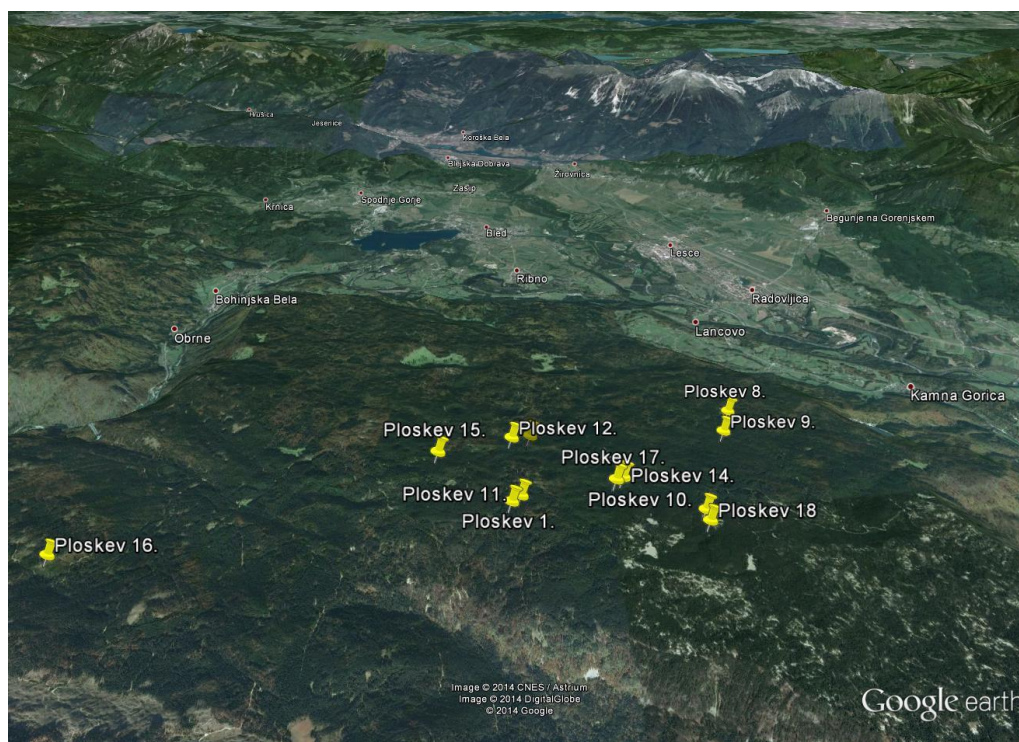 Hrušica
Jesenice
Koroška Bela
Blejska Dobrava
Žirovnica
Zasip
Spodnje Gorje
Krnica
Begunje na Gorenjskem
Bled
Lesce
Ribno
Bohinjska Bela
Radovljica
Lancovo
Obrne
Kamna Gorica
Ploskev 8.
Ploskev 9.
Ploskev 15.
Ploskev 12.
Ploskev 17.
Ploskev 14.
Ploskev 11.
Ploskev 10.
Ploskev 18
Ploskev 1.
Ploskev 16.
Image © 2014 CNES / Astrium
Image © 2014 DigitalGlobe
© 2014 Google
Google earth